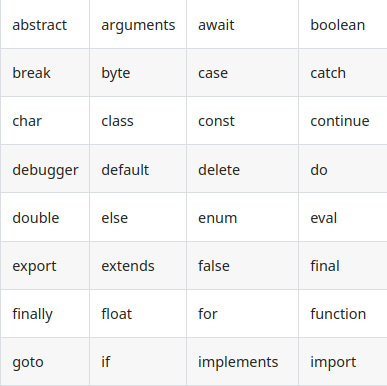 abstract arguments await boolean
break byte case catch
char class const continue
debugger default delete do
double else enum eval
export extends false final
finally float for function
goto if implements import